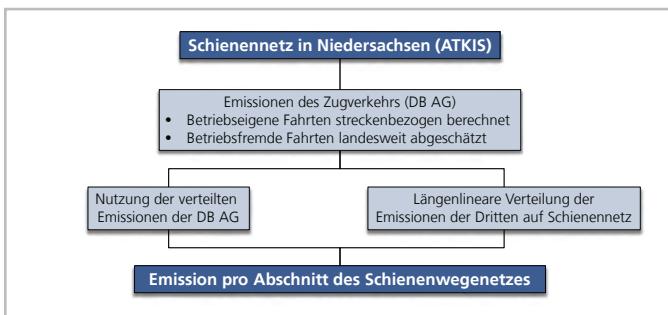 Schienennetz in Niedersachsen (ATKIS)
Emissionen des Zugverkehrs (DB AG)
• Betriebseigene Fahrten streckenbezogen berechnet
• Betriebsfremde Fahrten landesweit abgeschätzt
Nutzung der verteilten
Emissionen der DB AG
Längenlineare Verteilung der
Emissionen der Dritten auf Schienennetz
Emission pro Abschnitt des Schienenwegenetzes